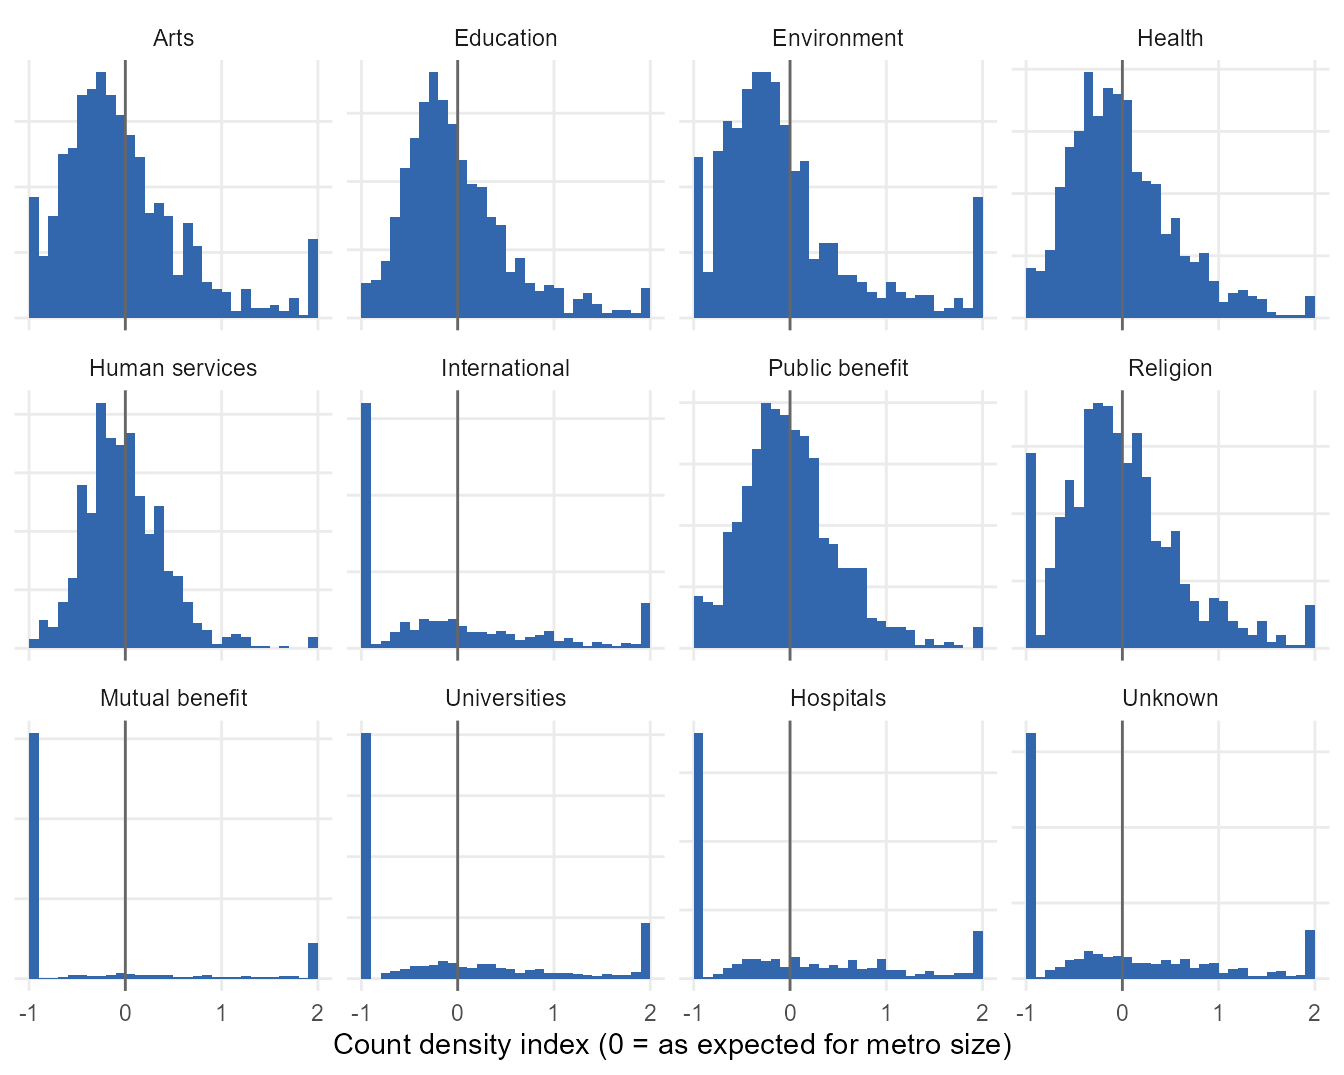 Arts Education Environment Health
Human services International Public benefit Religion
Mutual benefit Universities Hospitals Unknown
-1 0 1 2 -1 0 1 2 -1 0 1 2 -1 0 1 2
Count density index (0 = as expected for metro size)